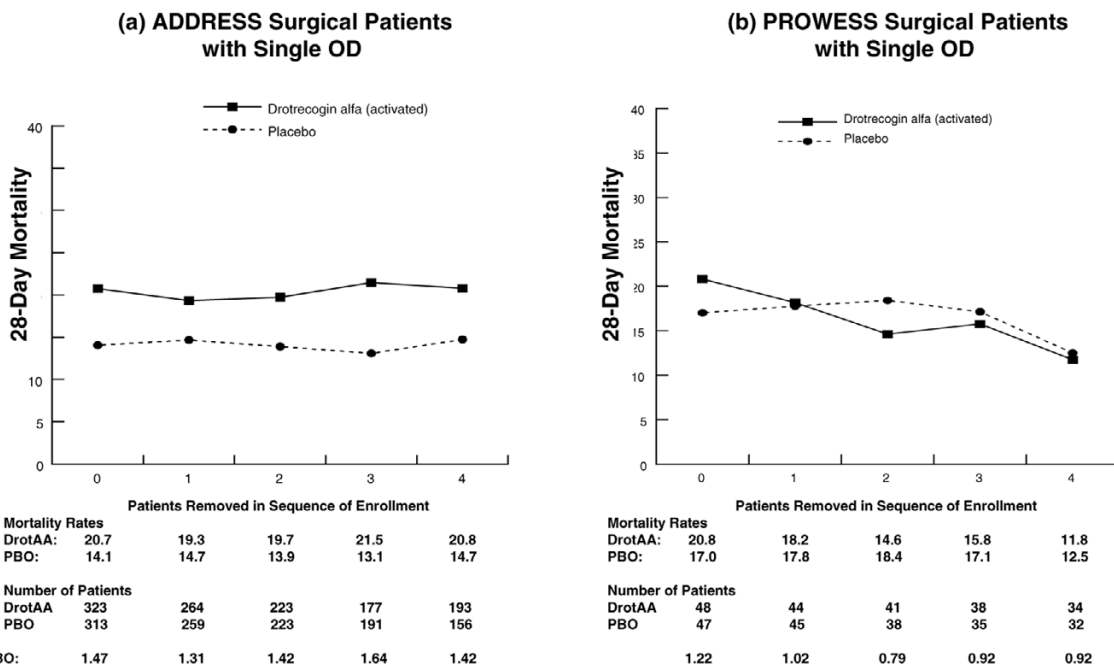 (a) ADDRESS Surgical Patients
with Single OD
Drotrecogin alfa (activated)
Placebo
28-Day Mortality
40
10
5
0
0 1 2 3 4
Patients Removed in Sequence of Enrollment
Mortality Rates
DrotAA: 20.7 19.3 19.7 21.5 20.8
PBO: 14.1 14.7 13.9 13.1 14.7
Number of Patients
DrotAA 323 264 223 177 193
PBO 313 259 223 191 156
O: 1.47 1.31 1.42 1.64 1.42
(b) PROWESS Surgical Patients
with Single OD
Drotrecogin alfa (activated)
Placebo
28-Day Mortality
40
35
30
25
20
15
10
5
0
0 1 2 3 4
Patients Removed in Sequence of Enrollment
Mortality Rates
DrotAA: 20.8 18.2 14.6 15.8 11.8
PBO: 17.0 17.8 18.4 17.1 12.5
Number of Patients
DrotAA 48 44 41 38 34
PBO 47 45 38 35 32
1.22 1.02 0.79 0.92 0.92